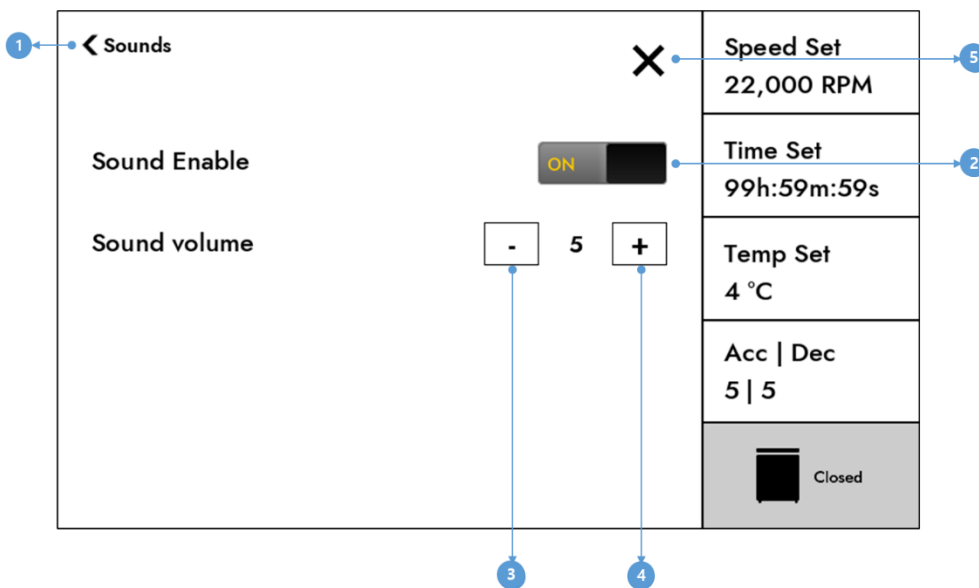 1
Sounds
5
Speed Set
22,000 RPM
Sound Enable
ON
2
Time Set
99h:59m:59s
Sound volume
- 5 +
Temp Set
4 °C
Acc | Dec
5 | 5
Closed
3
4